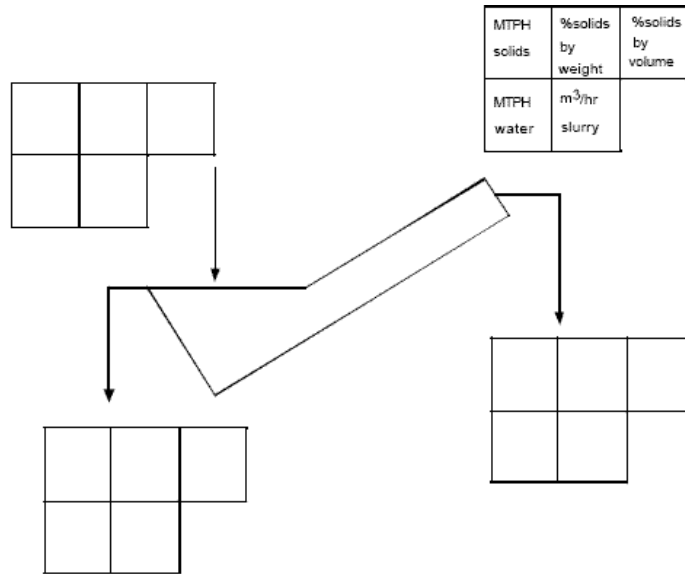 MTPH
solids
%solids
by
weight
%solids
by
volume
MTPH
water
m³/hr
slurry